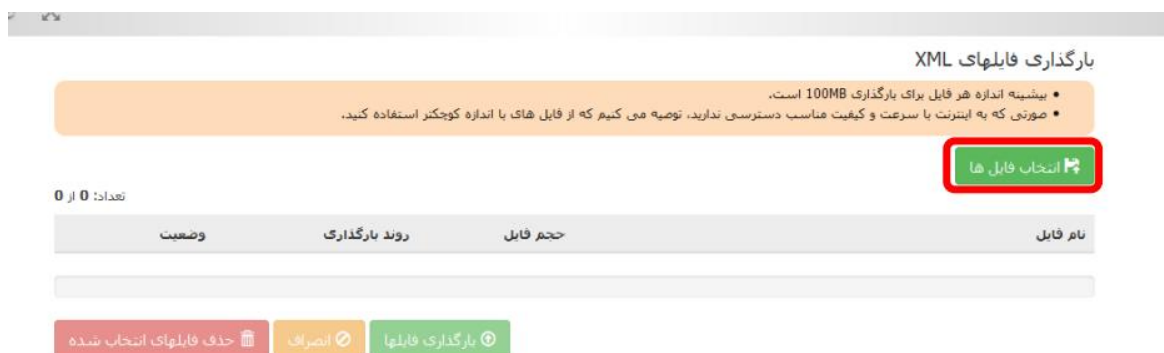 بارگذاری فایلهای XML
• بیشینه اندازه هر فایل برای بارگذاری 100MB است.
• صورتی که به اینترنت با سرعت و کیفیت مناسب دسترسی ندارید، توصیه می کنیم که از فایل های با اندازه کوچکتر استفاده کنید.
انتخاب فایل ها
تعداد: 0 از 0
نام فایل حجم فایل روند بارگذاری وضعیت
بارگذاری فایلها انصراف حذف فایلهای انتخاب شده